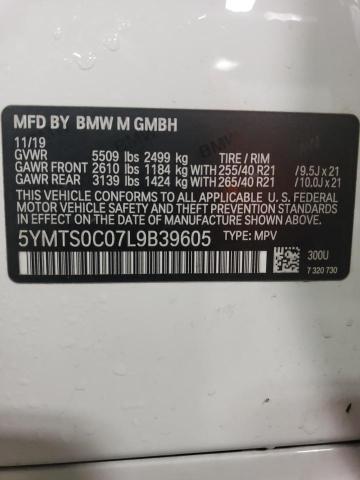 MFD BY BMW M GMBH
11/19
GVWR 5509 lbs 2499 kg TIRE / RIM
GAWR FRONT 2610 lbs 1184 kg WITH 255/40 R21 /9.5J x 21
GAWR REAR 3139 lbs 1424 kg WITH 265/40 R21 /10.0J x 21
THIS VEHICLE CONFORMS TO ALL APPLICABLE
FEDERAL MOTOR VEHICLE SAFETY, BUMPER, AND
THEFT PREVENTION STANDARDS IN EFFECT ON
THE DATE OF MANUFACTURE SHOWN ABOVE.
5YMTS0C07L9B39605 TYPE: MPV
300U
7 320 730